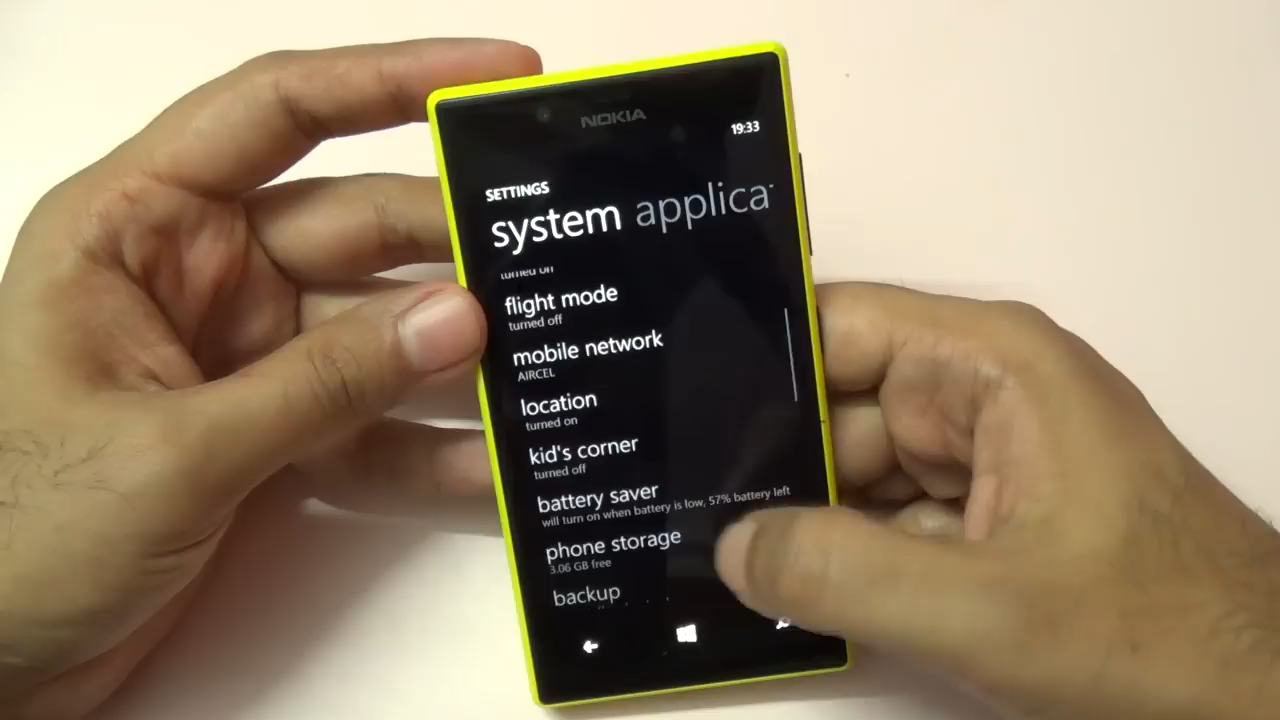 NOKIA
19:33
SETTINGS
system applica
turned off
flight mode
turned off
mobile network
AIRCEL
location
turned on
kid's corner
turned off
battery saver
will turn on when battery is low, 57% battery left
phone storage
3.06 GB free
backup